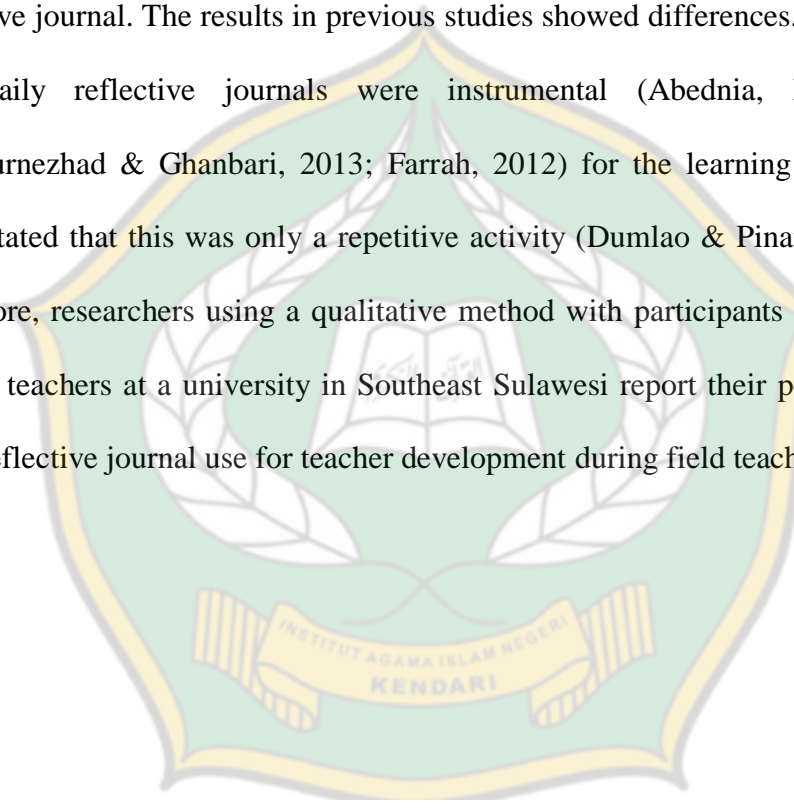 ve journal. The results in previous studies showed differences.
aily reflective journals were instrumental (Abednia,
urnezhad & Ghanbari, 2013; Farrah, 2012) for the learning
tated that this was only a repetitive activity (Dumlao & Pina
ore, researchers using a qualitative method with participants
teachers at a university in Southeast Sulawesi report their p
eflective journal use for teacher development during field teach
INSTITUT AGAMA ISLAM NEGERI
KENDARI